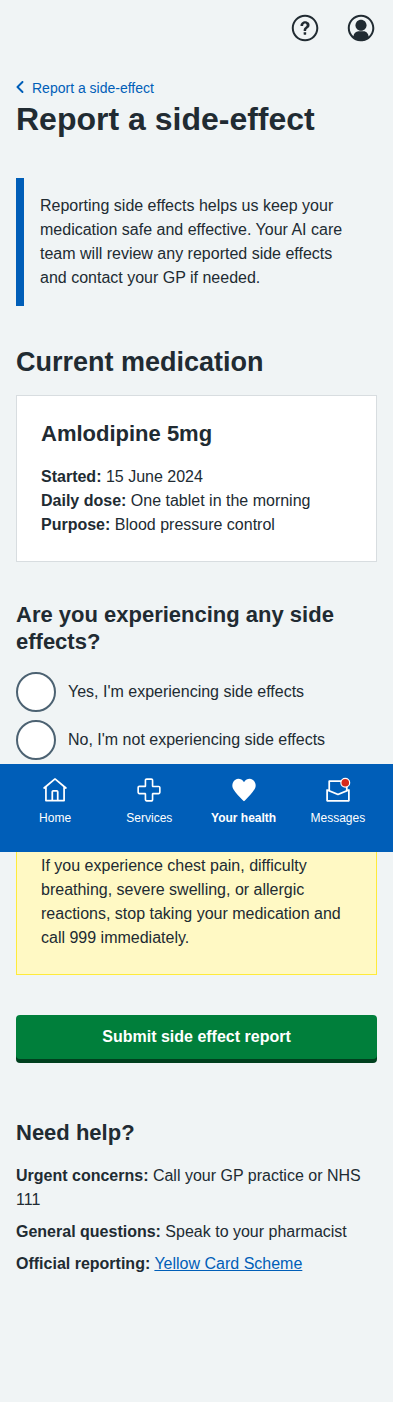 Report a side-effect
Report a side-effect
Reporting side effects helps us keep your
medication safe and effective. Your AI care
team will review any reported side effects
and contact your GP if needed.
Current medication
Amlodipine 5mg
Started: 15 June 2024
Daily dose: One tablet in the morning
Purpose: Blood pressure control
Are you experiencing any side
effects?
Yes, I'm experiencing side effects
No, I'm not experiencing side effects
Home
Services
Your health
Messages
If you experience chest pain, difficulty
breathing, severe swelling, or allergic
reactions, stop taking your medication and
call 999 immediately.
Submit side effect report
Need help?
Urgent concerns: Call your GP practice or NHS
111
General questions: Speak to your pharmacist
Official reporting: Yellow Card Scheme